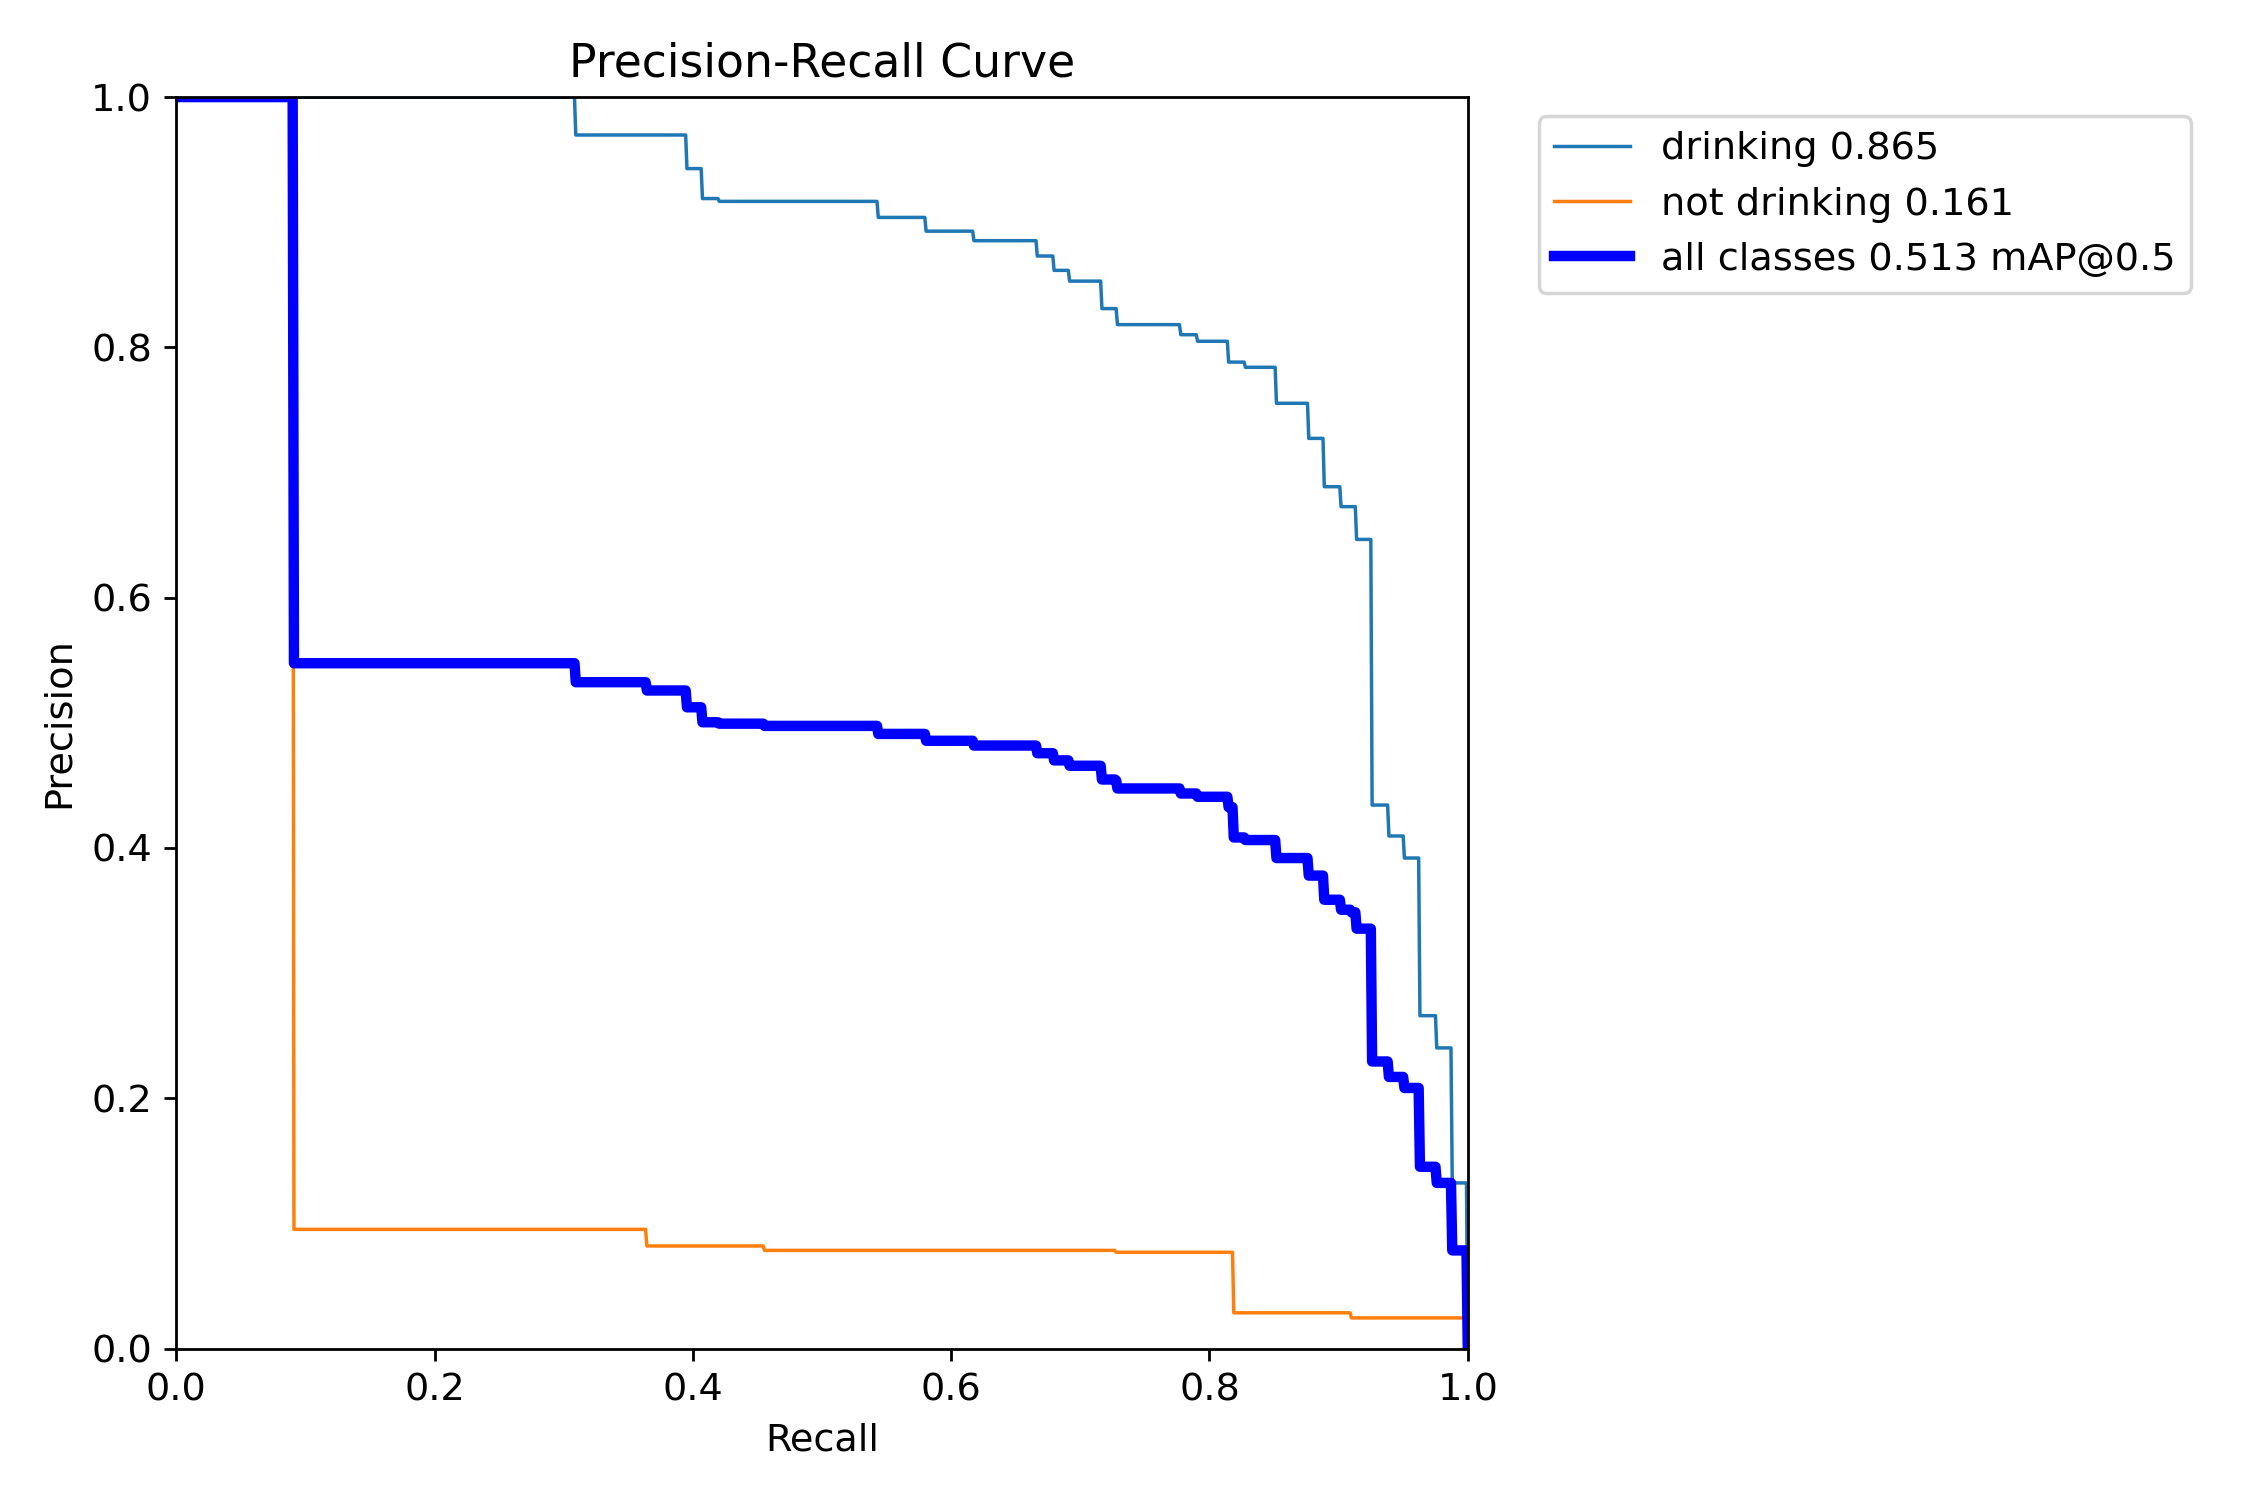 Precision-Recall Curve
1.0
0.8
0.6
0.4
0.2
0.0
Precision
0.0 0.2 0.4 0.6 0.8 1.0
Recall
drinking 0.865
not drinking 0.161
all classes 0.513 mAP@0.5